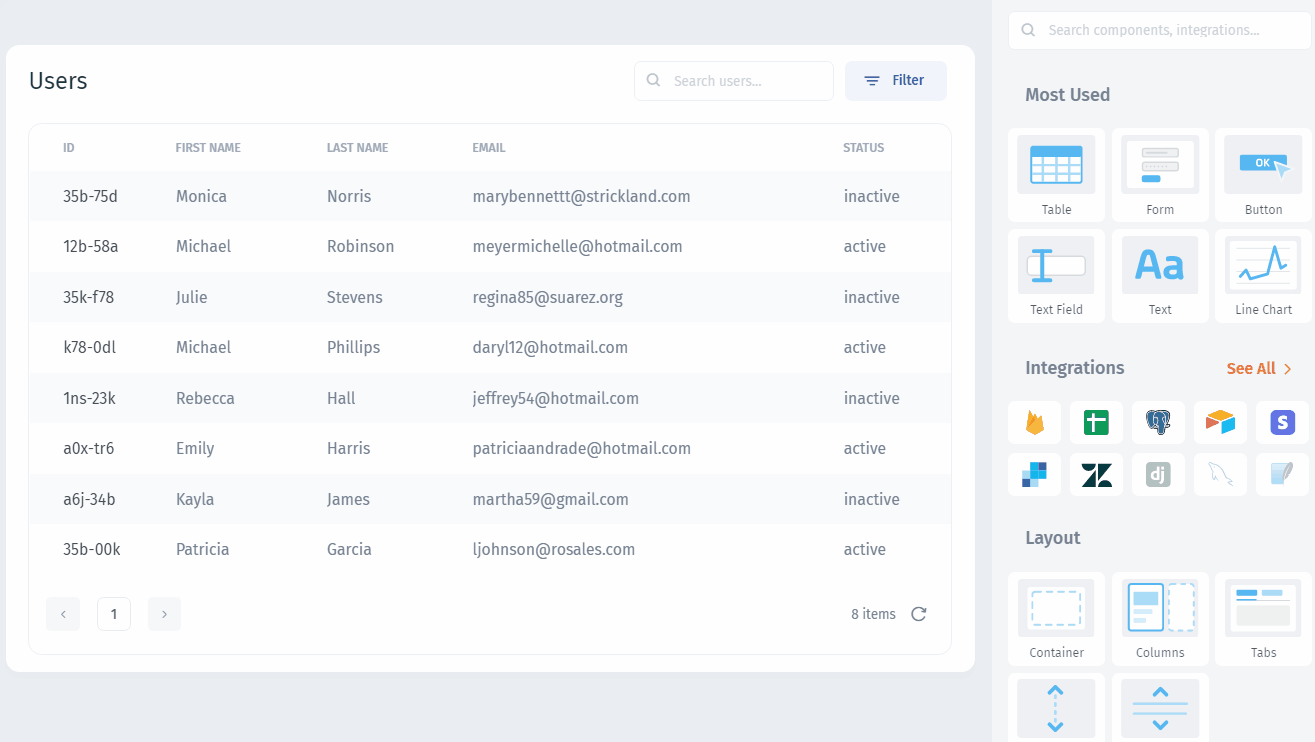 Users
Search users...
Filter
ID FIRST NAME LAST NAME EMAIL STATUS
35b-75d Monica Norris marybennettt@strickland.com inactive
12b-58a Michael Robinson meyermichelle@hotmail.com active
35k-f78 Julie Stevens regina85@suarez.org inactive
k78-0dl Michael Phillips daryl12@hotmail.com active
1ns-23k Rebecca Hall jeffrey54@hotmail.com inactive
a0x-tr6 Emily Harris patriciaandrade@hotmail.com active
a6j-34b Kayla James martha59@gmail.com inactive
35b-00k Patricia Garcia ljohnson@rosales.com active
1
8 items
Search components, integrations...
Most Used
OK
Table Form Button
Aa
Text Field Text Line Chart
Integrations See All
S
dj
Layout
Container Columns Tabs